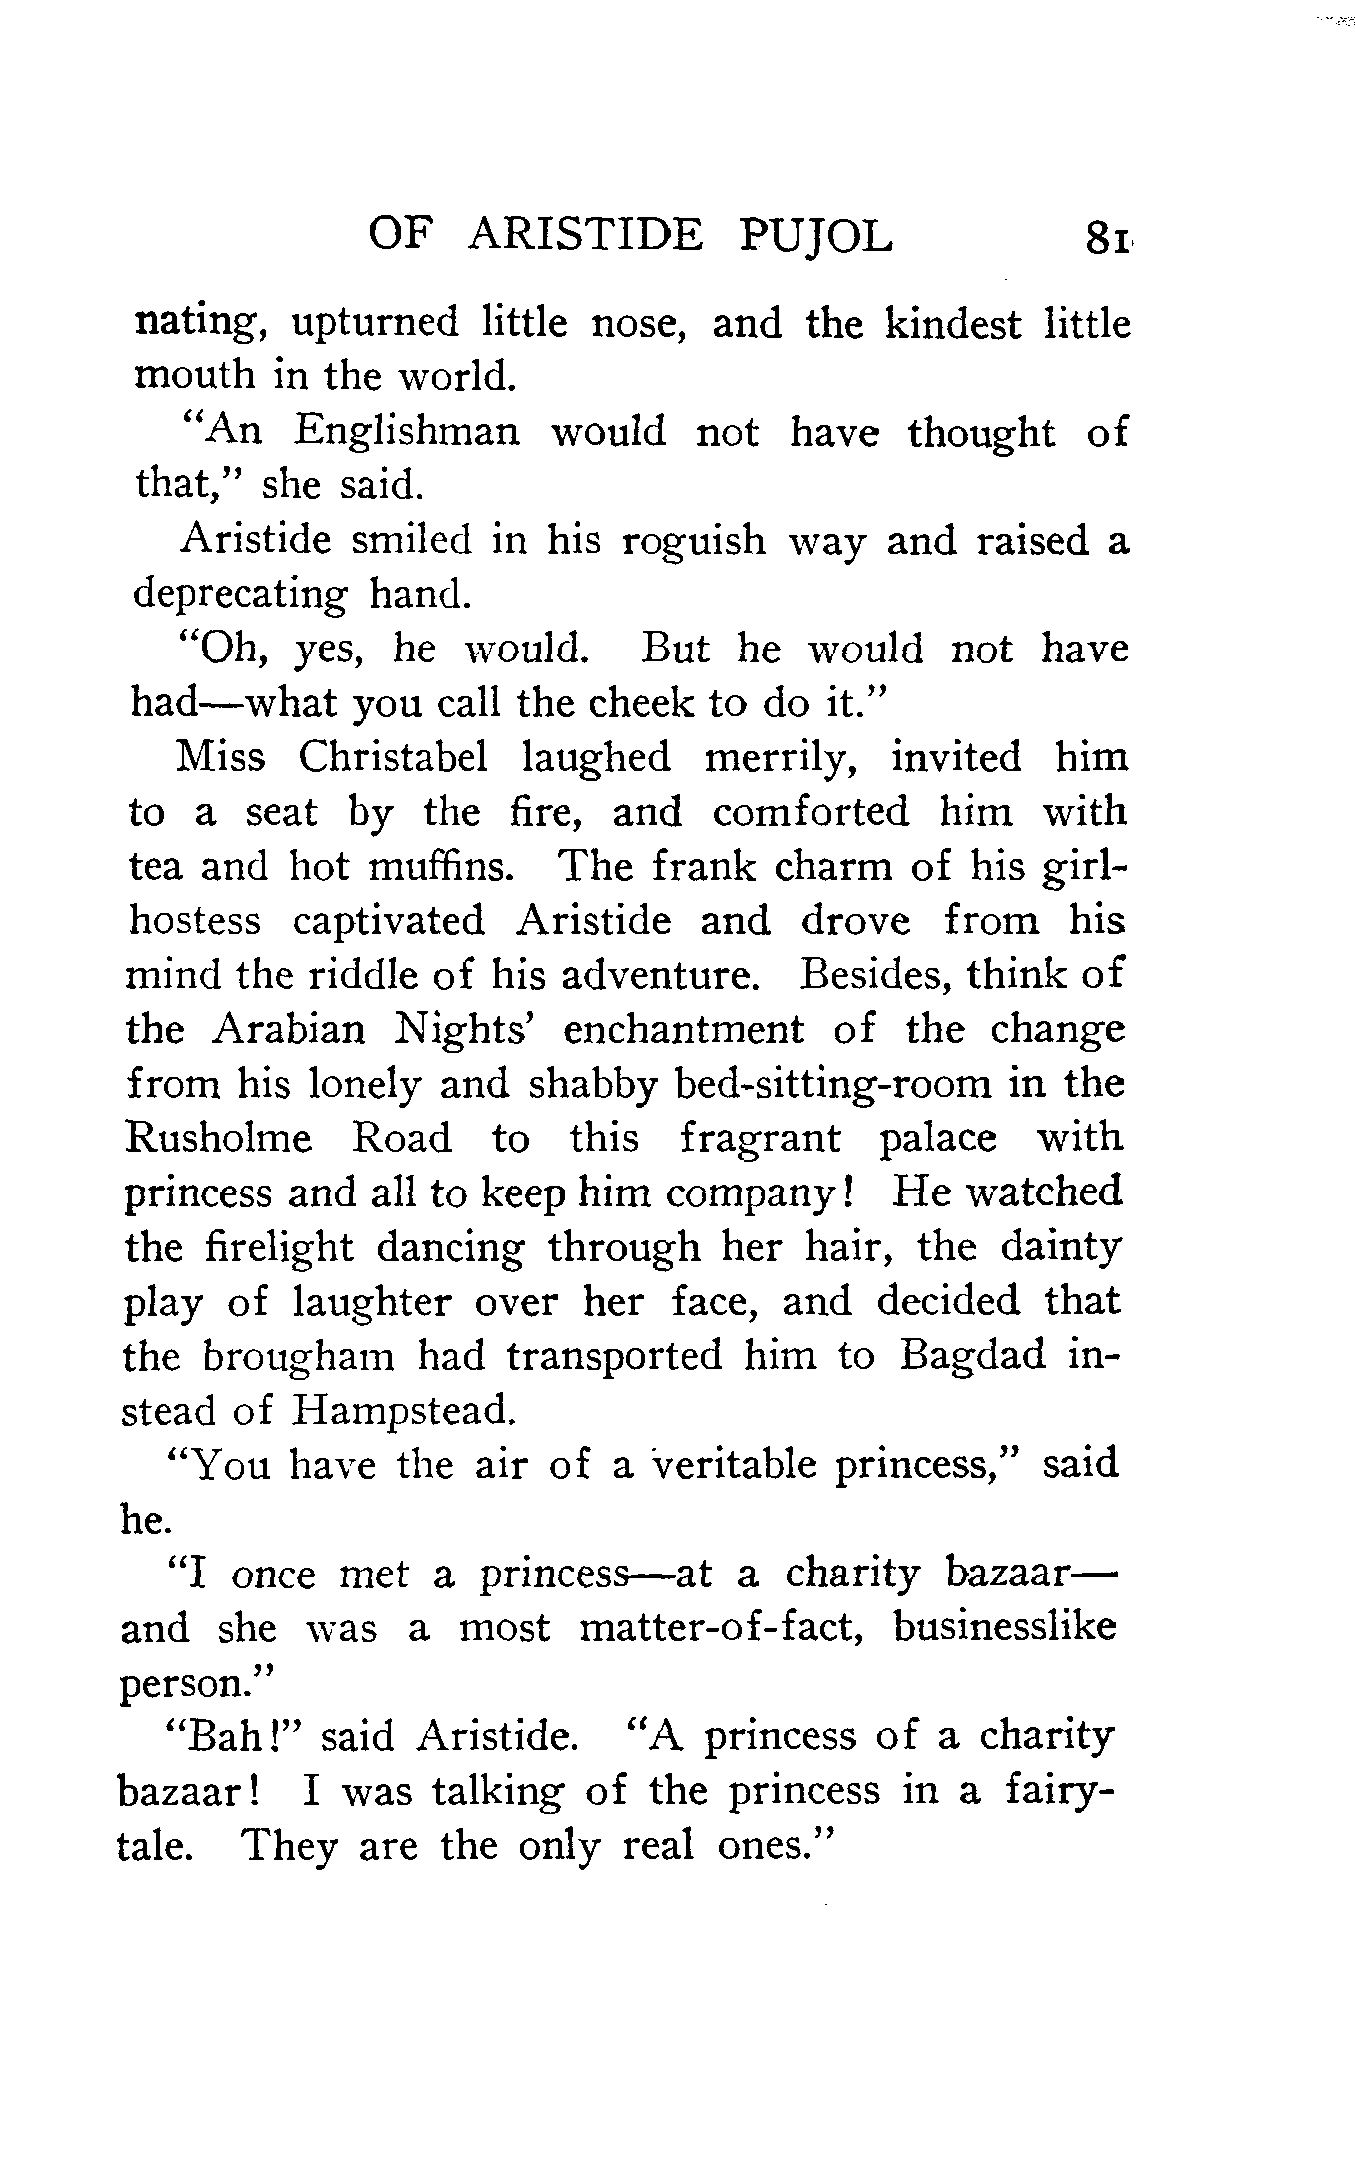 OF ARISTIDE PUJOL 81
nating, upturned little nose, and the kindest little
mouth in the world.
"An Englishman would not have thought of
that," she said.
Aristide smiled in his roguish way and raised a
deprecating hand.
"Oh, yes, he would. But he would not have
had—what you call the cheek to do it."
Miss Christabel laughed merrily, invited him
to a seat by the fire, and comforted him with
tea and hot muffins. The frank charm of his girl-
hostess captivated Aristide and drove from his
mind the riddle of his adventure. Besides, think of
the Arabian Nights' enchantment of the change
from his lonely and shabby bed-sitting-room in the
Rusholme Road to this fragrant palace with
princess and all to keep him company! He watched
the firelight dancing through her hair, the dainty
play of laughter over her face, and decided that
the brougham had transported him to Bagdad in-
stead of Hampstead.
"You have the air of a veritable princess," said
he.
"I once met a princess—at a charity bazaar—
and she was a most matter-of-fact, businesslike
person."
"Bah!" said Aristide. "A princess of a charity
bazaar! I was talking of the princess in a fairy-
tale. They are the only real ones."